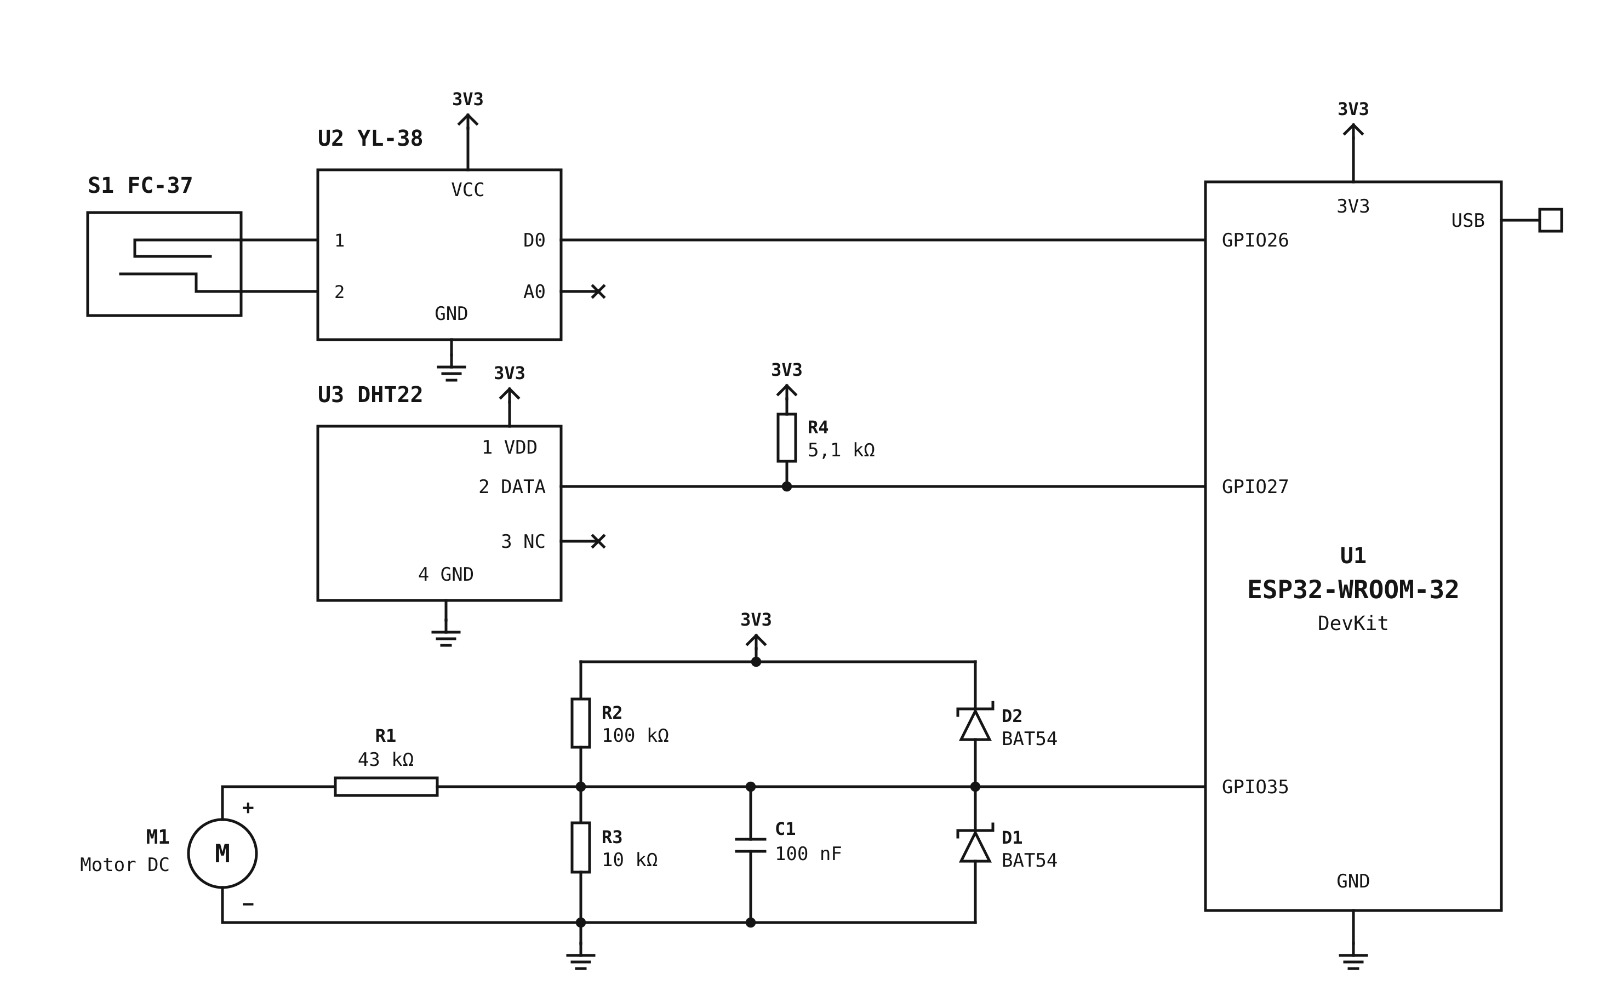 3V3
U2 YL-38
VCC
S1 FC-37
1
D0
2
A0
GND
3V3
3V3
USB
GPIO26
U3 DHT22
3V3
1 VDD
2 DATA
3 NC
4 GND
3V3
R4
5,1 kΩ
GPIO27
U1
ESP32-WROOM-32
DevKit
3V3
R2
100 kΩ
D2
BAT54
R1
43 kΩ
GPIO35
+
M1
Motor DC
M
−
R3
10 kΩ
C1
100 nF
D1
BAT54
GND